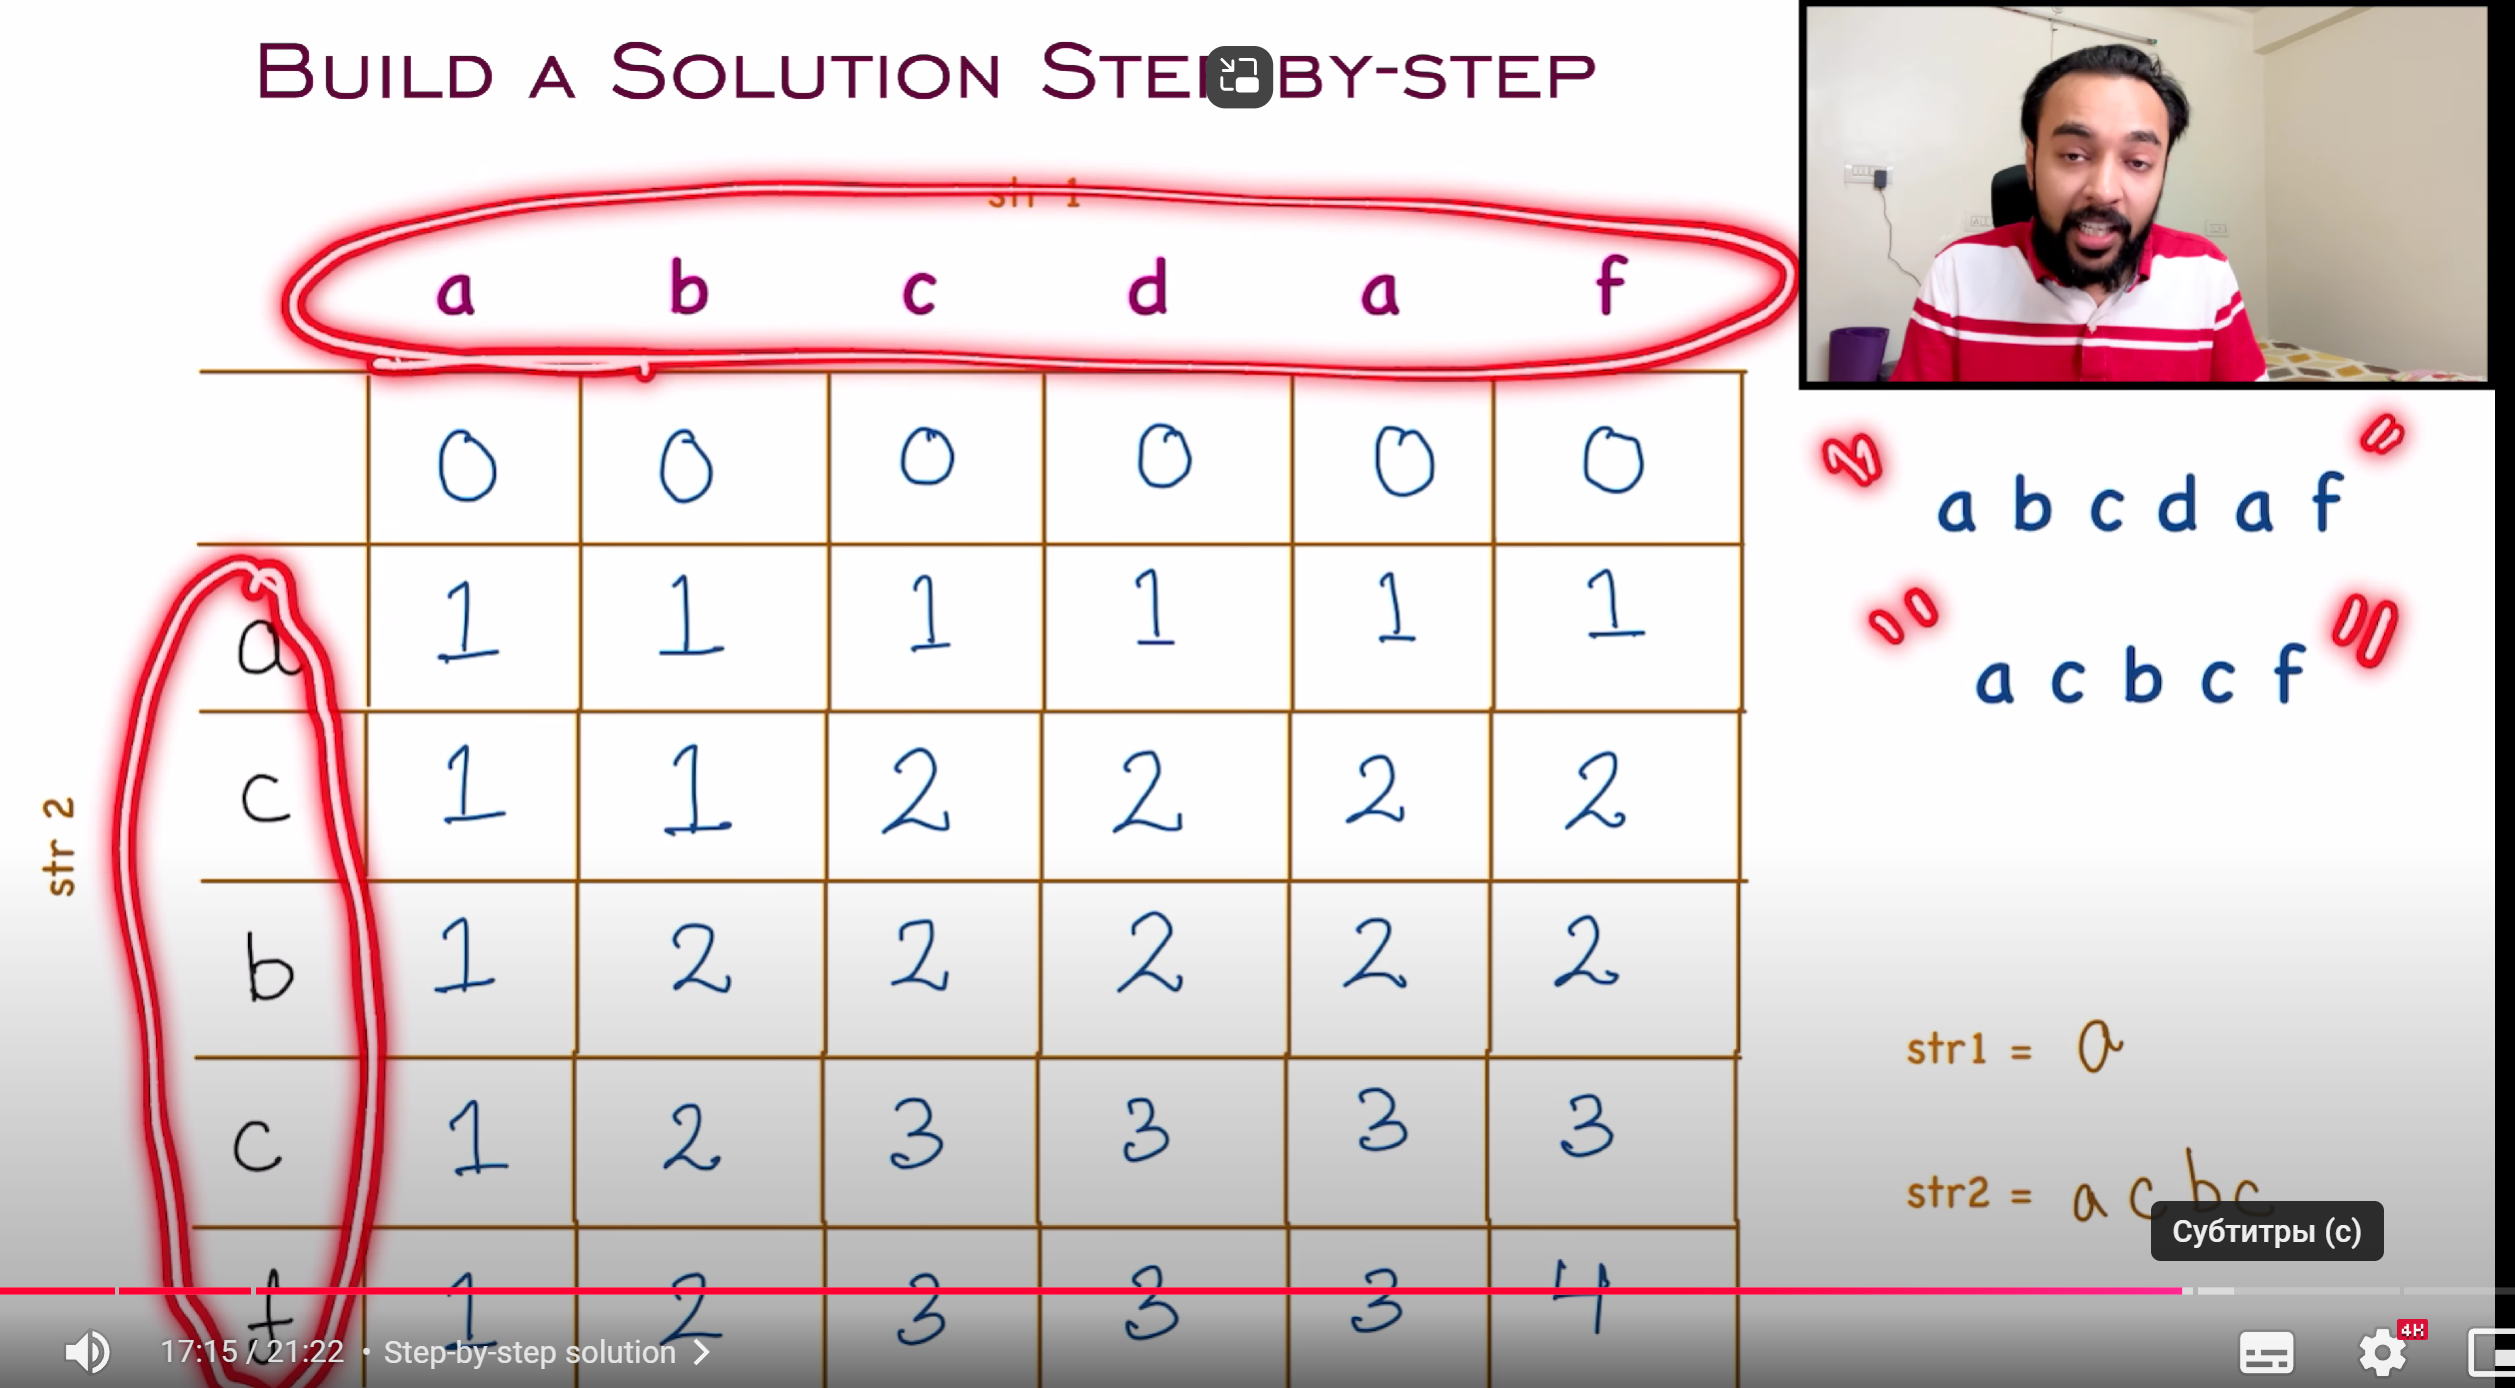 BUILD A SOLUTION STEP-BY-STEP
str 1
a b c d a f
0 0 0 0 0 0
a 1 1 1 1 1 1
c 1 1 2 2 2 2
b 1 2 2 2 2 2
c 1 2 3 3 3 3
f 1 2 3 3 3 4
str 2
" a b c d a f "
" a c b c f "
str1 = a
str2 = a c b c
Субтитры (c)
17:15 / 21:22 • Step-by-step solution
4K